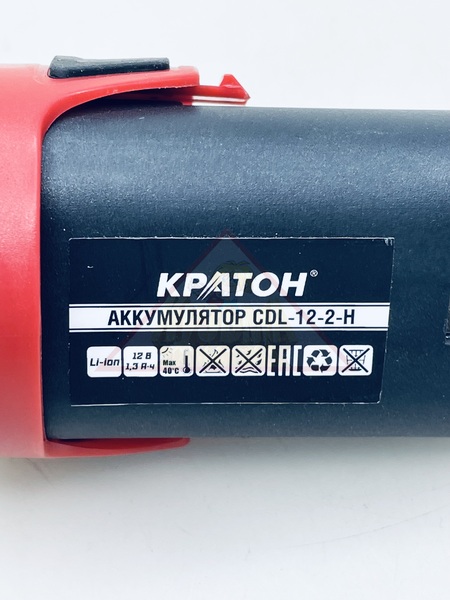 КРАТОН®
АККУМУЛЯТОР CDL-12-2-H
Li-ion 12 В 1,3 А·ч Max 40°C EAC